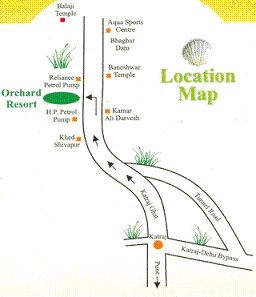 Balaji
Temple
Aqua Sports
Centre
Bhaghar
Dam
Reliance
Petrol Pump
Baneshwar
Temple
Location
Map
Orchard
Resort
H.P. Petrol
Pump
Kamar
Ali Darvesh
Khed
Shivapur
Katraj Ghat
Tunnel Road
Katraj
Katraj-Dehu Bypass
Pune